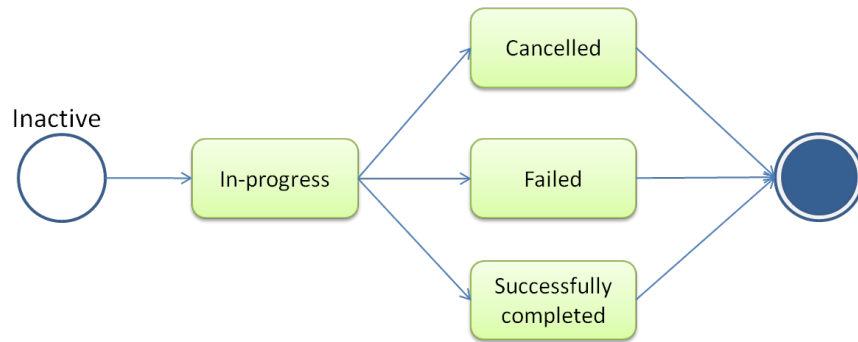 Inactive
In-progress
Cancelled
Failed
Successfully
completed